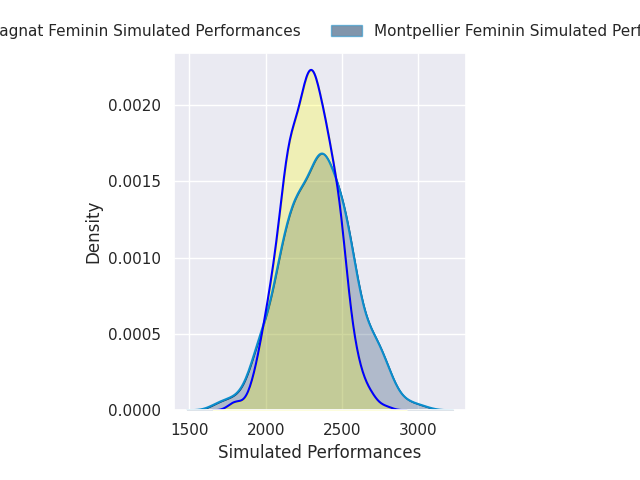 agnat Feminin Simulated Performances
Montpellier Feminin Simulated Perf
0.0020
0.0015
0.0010
0.0005
0.0000
Density
1500 2000 2500 3000
Simulated Performances